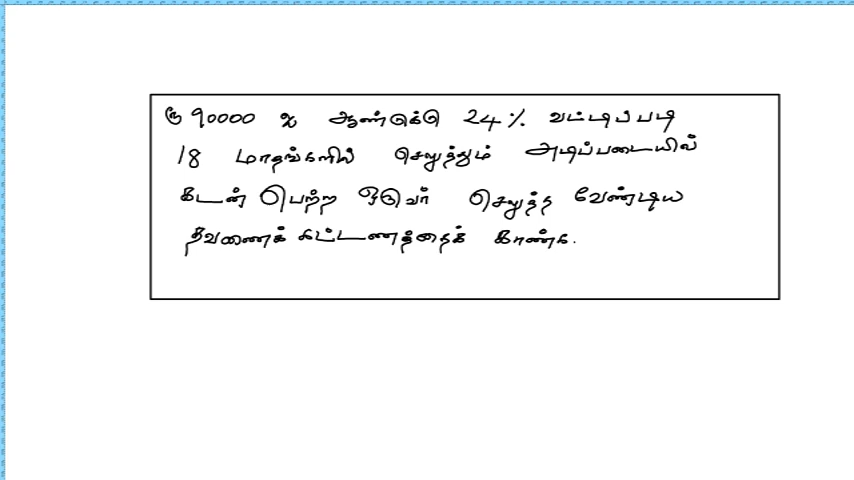 ரூ 90000 ஐ ஆண்டுக்கு 24% வட்டிப்படி
18 மாதங்களில் செலுத்தும் அடிப்படையில்
கடன் பெற்ற ஒருவர் செலுத்த வேண்டிய
தவணைக் கட்டணத்தைக் காண்க.